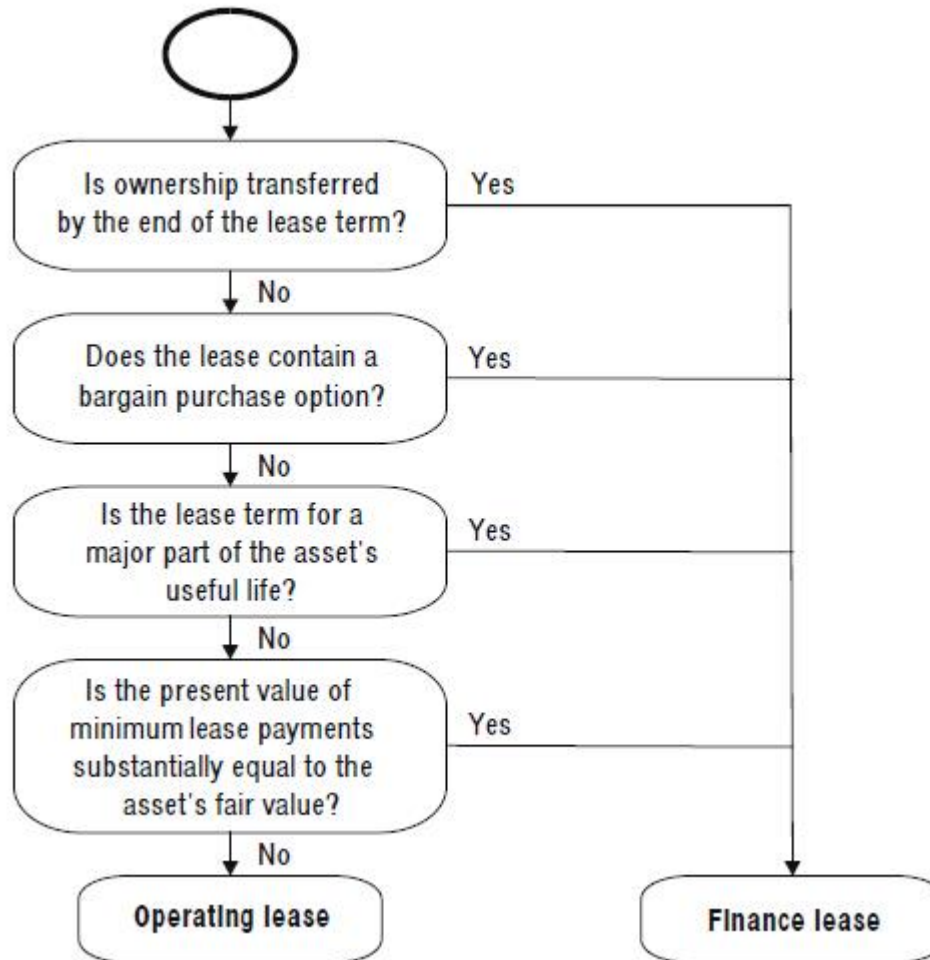 Is ownership transferred
by the end of the lease term?
Yes
No
Does the lease contain a
bargain purchase option?
Yes
No
Is the lease term for a
major part of the asset's
useful life?
Yes
No
Is the present value of
minimum lease payments
substantially equal to the
asset's fair value?
Yes
No
Operating lease
Finance lease